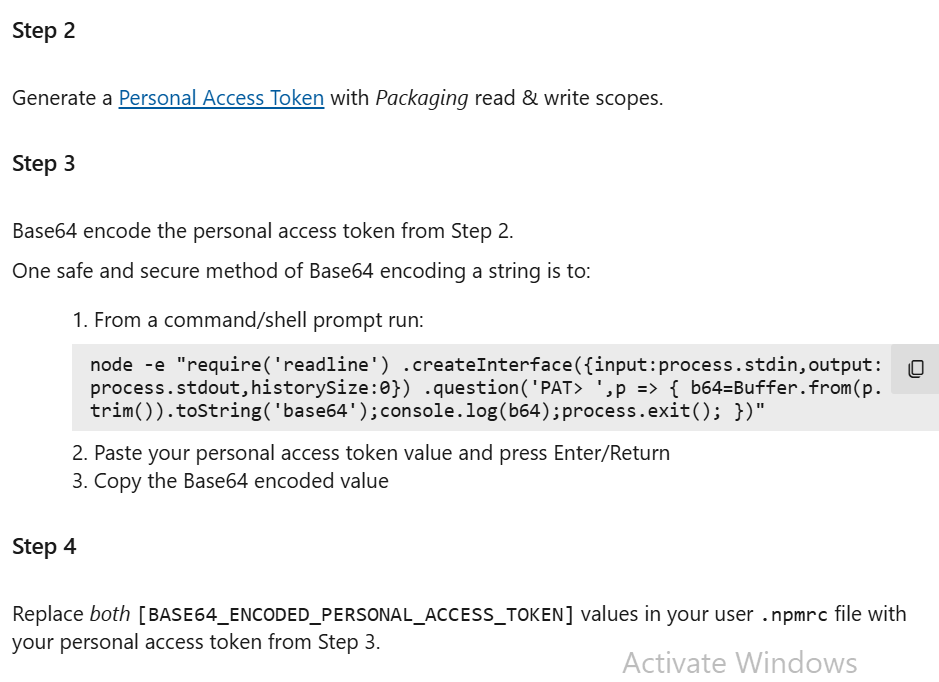 Step 2
Generate a Personal Access Token with Packaging read & write scopes.
Step 3
Base64 encode the personal access token from Step 2.
One safe and secure method of Base64 encoding a string is to:
1. From a command/shell prompt run:
node -e "require('readline') .createInterface({input:process.stdin,output:
process.stdout,historySize:0}) .question('PAT> ',p => { b64=Buffer.from(p.
trim()).toString('base64');console.log(b64);process.exit(); })"
2. Paste your personal access token value and press Enter/Return
3. Copy the Base64 encoded value
Step 4
Replace both [BASE64_ENCODED_PERSONAL_ACCESS_TOKEN] values in your user .npmrc file with
your personal access token from Step 3.
Activate Windows